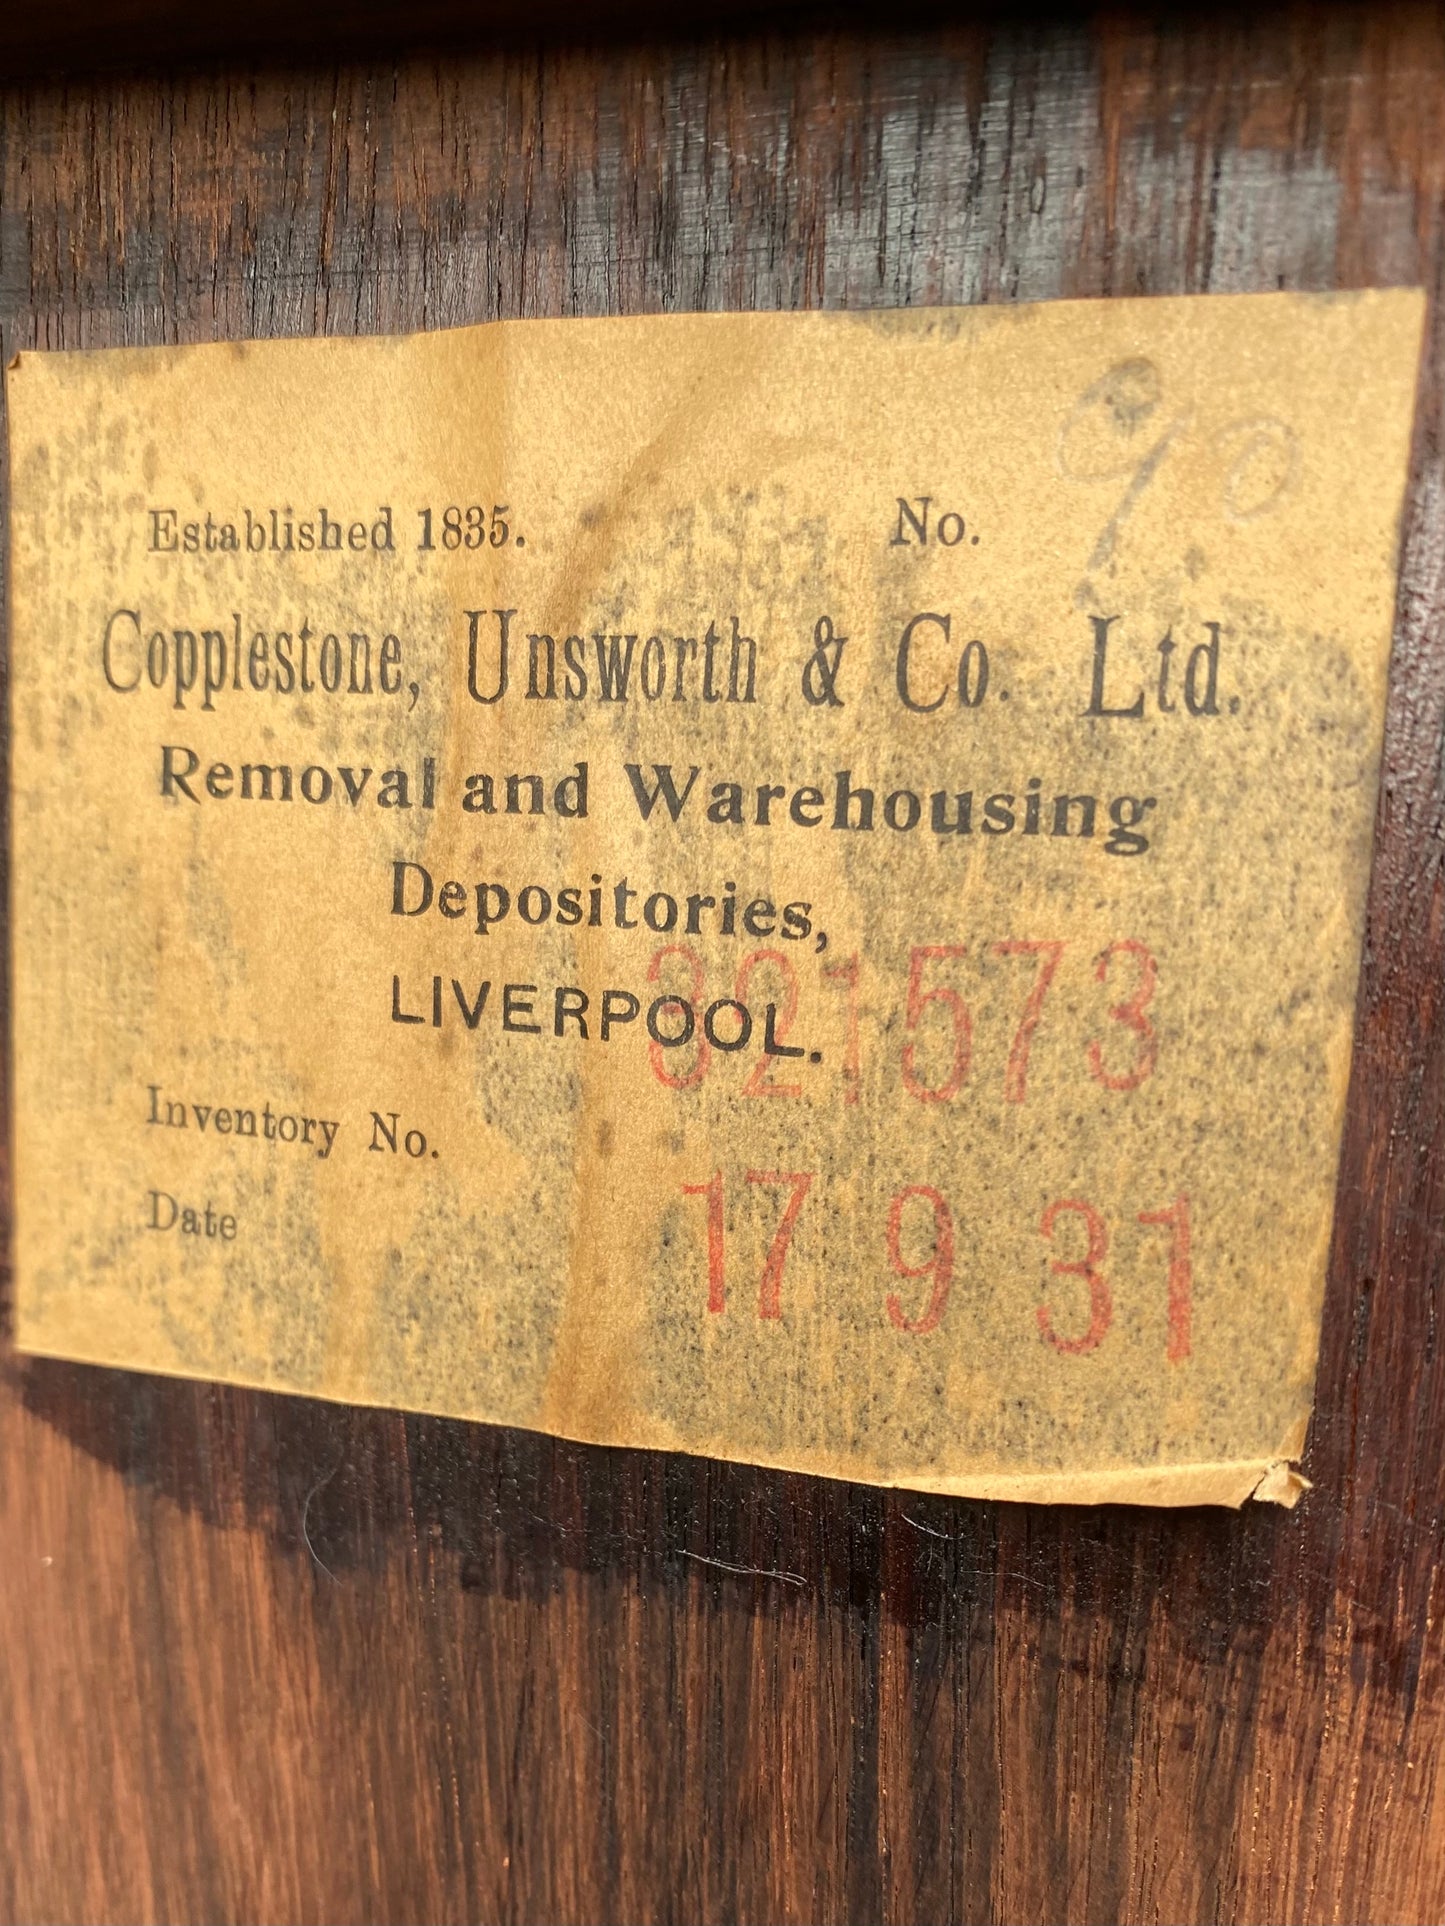 Established 1835. No. 90
Copplestone, Unsworth & Co. Ltd.
Removal and Warehousing
Depositories,
LIVERPOOL.
321573
Inventory No.
Date 17 9 31